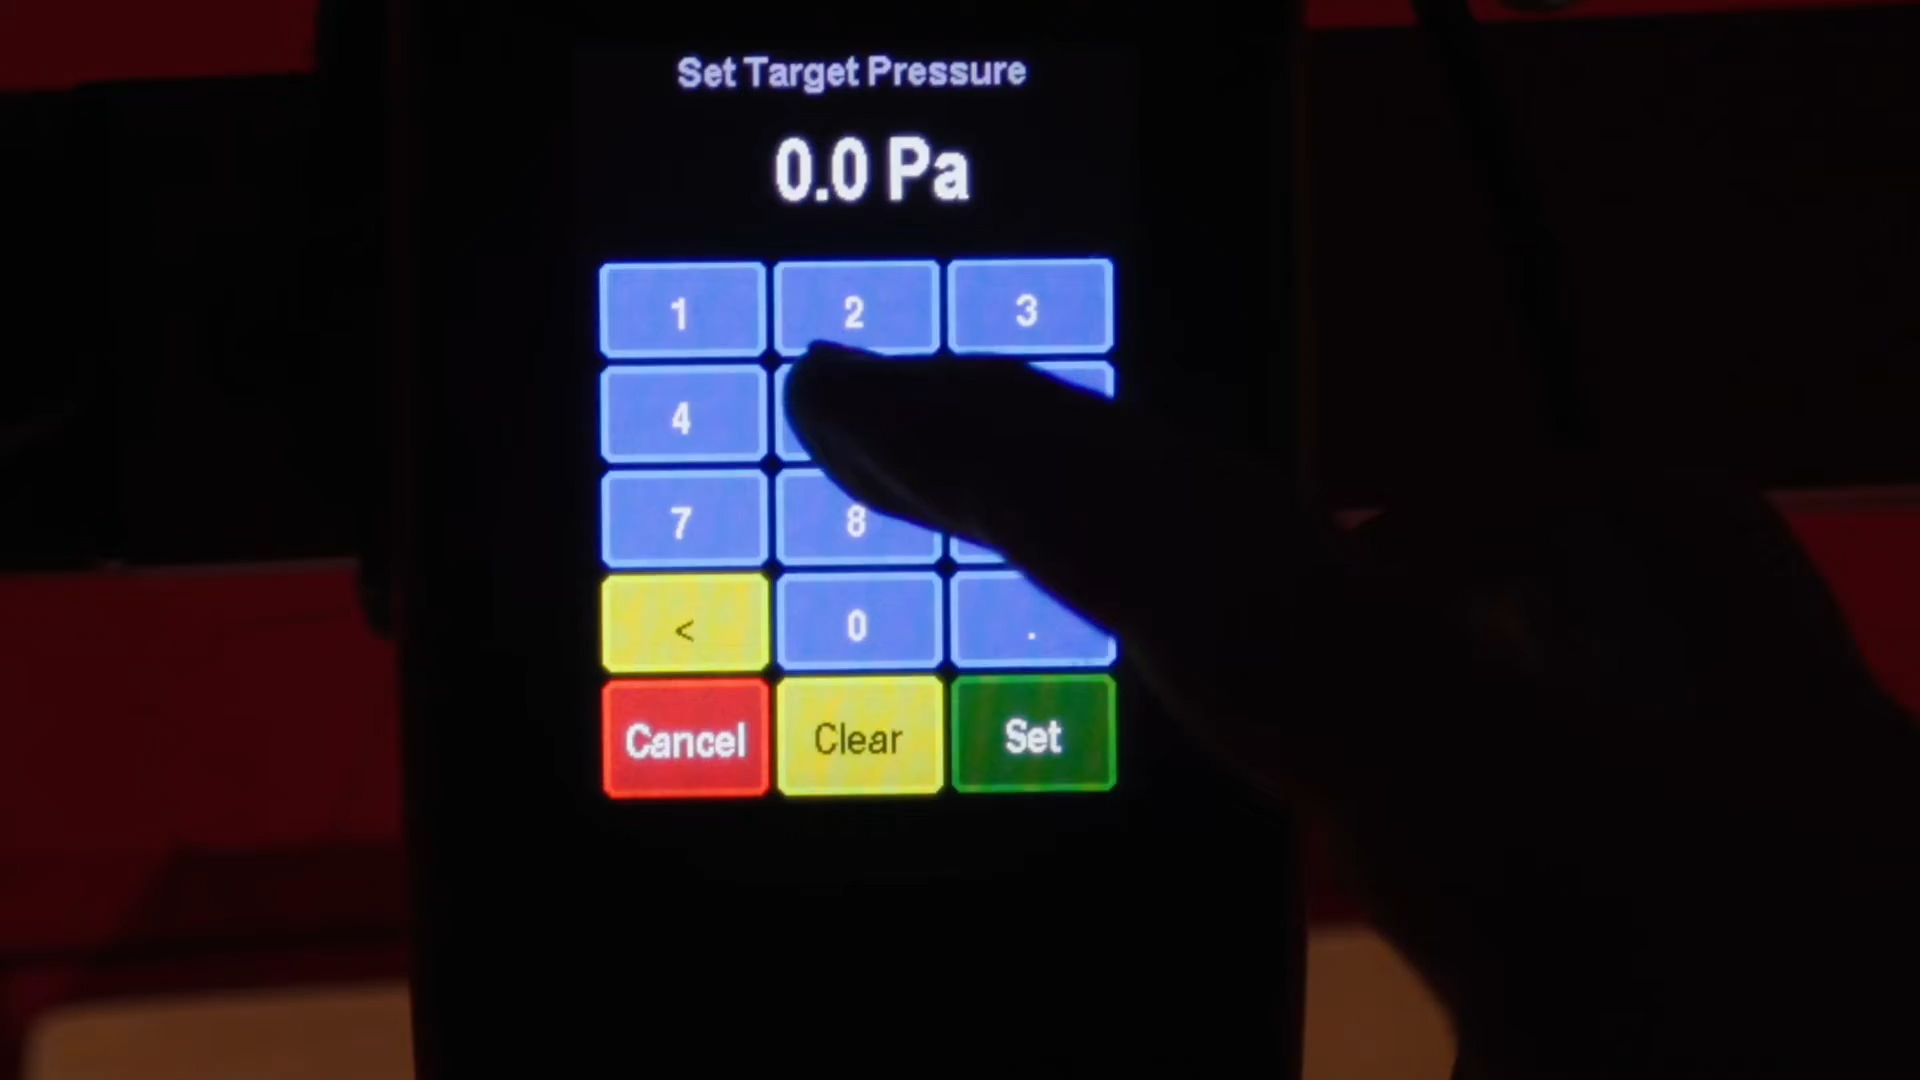 Set Target Pressure
0.0 Pa
1 2 3
4
7 8
< 0 .
Cancel Clear Set